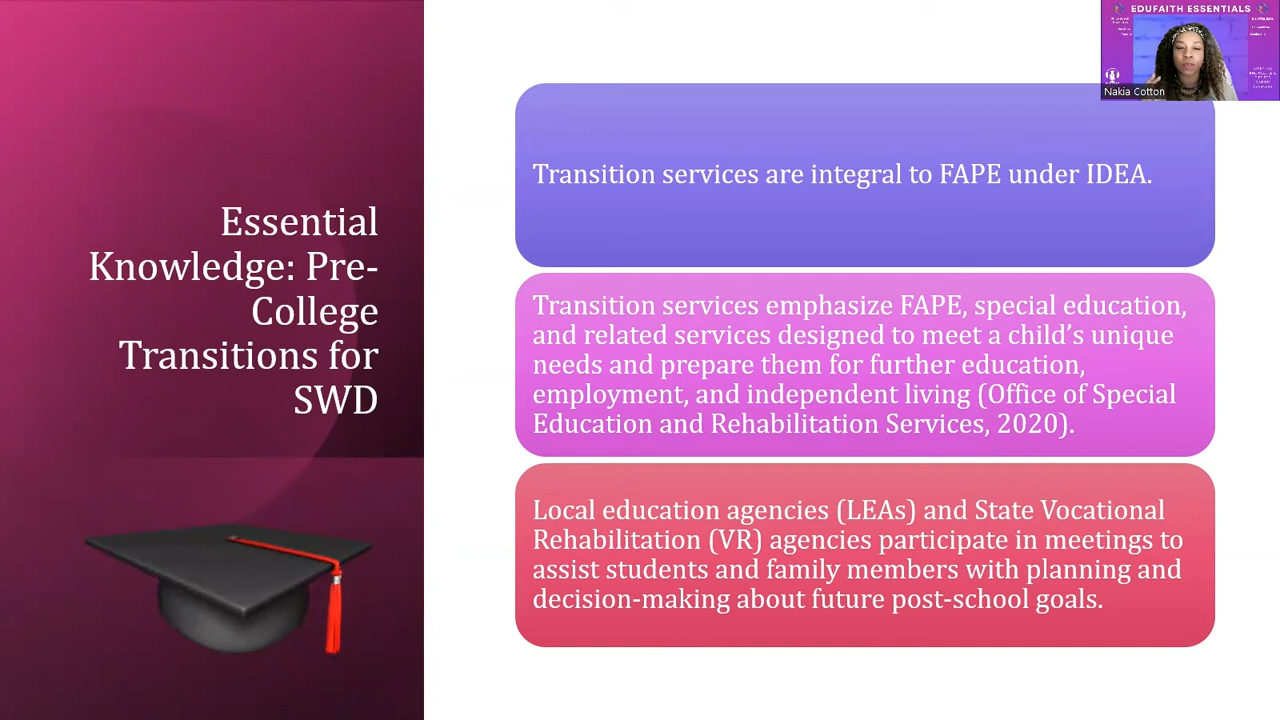 Essential
Knowledge: Pre-
College
Transitions for
SWD
Transition services are integral to FAPE under IDEA.
Transition services emphasize FAPE, special education,
and related services designed to meet a child’s unique
needs and prepare them for further education,
employment, and independent living (Office of Special
Education and Rehabilitation Services, 2020).
Local education agencies (LEAs) and State Vocational
Rehabilitation (VR) agencies participate in meetings to
assist students and family members with planning and
decision-making about future post-school goals.
EDUFAITH ESSENTIALS
Nakia Cotton